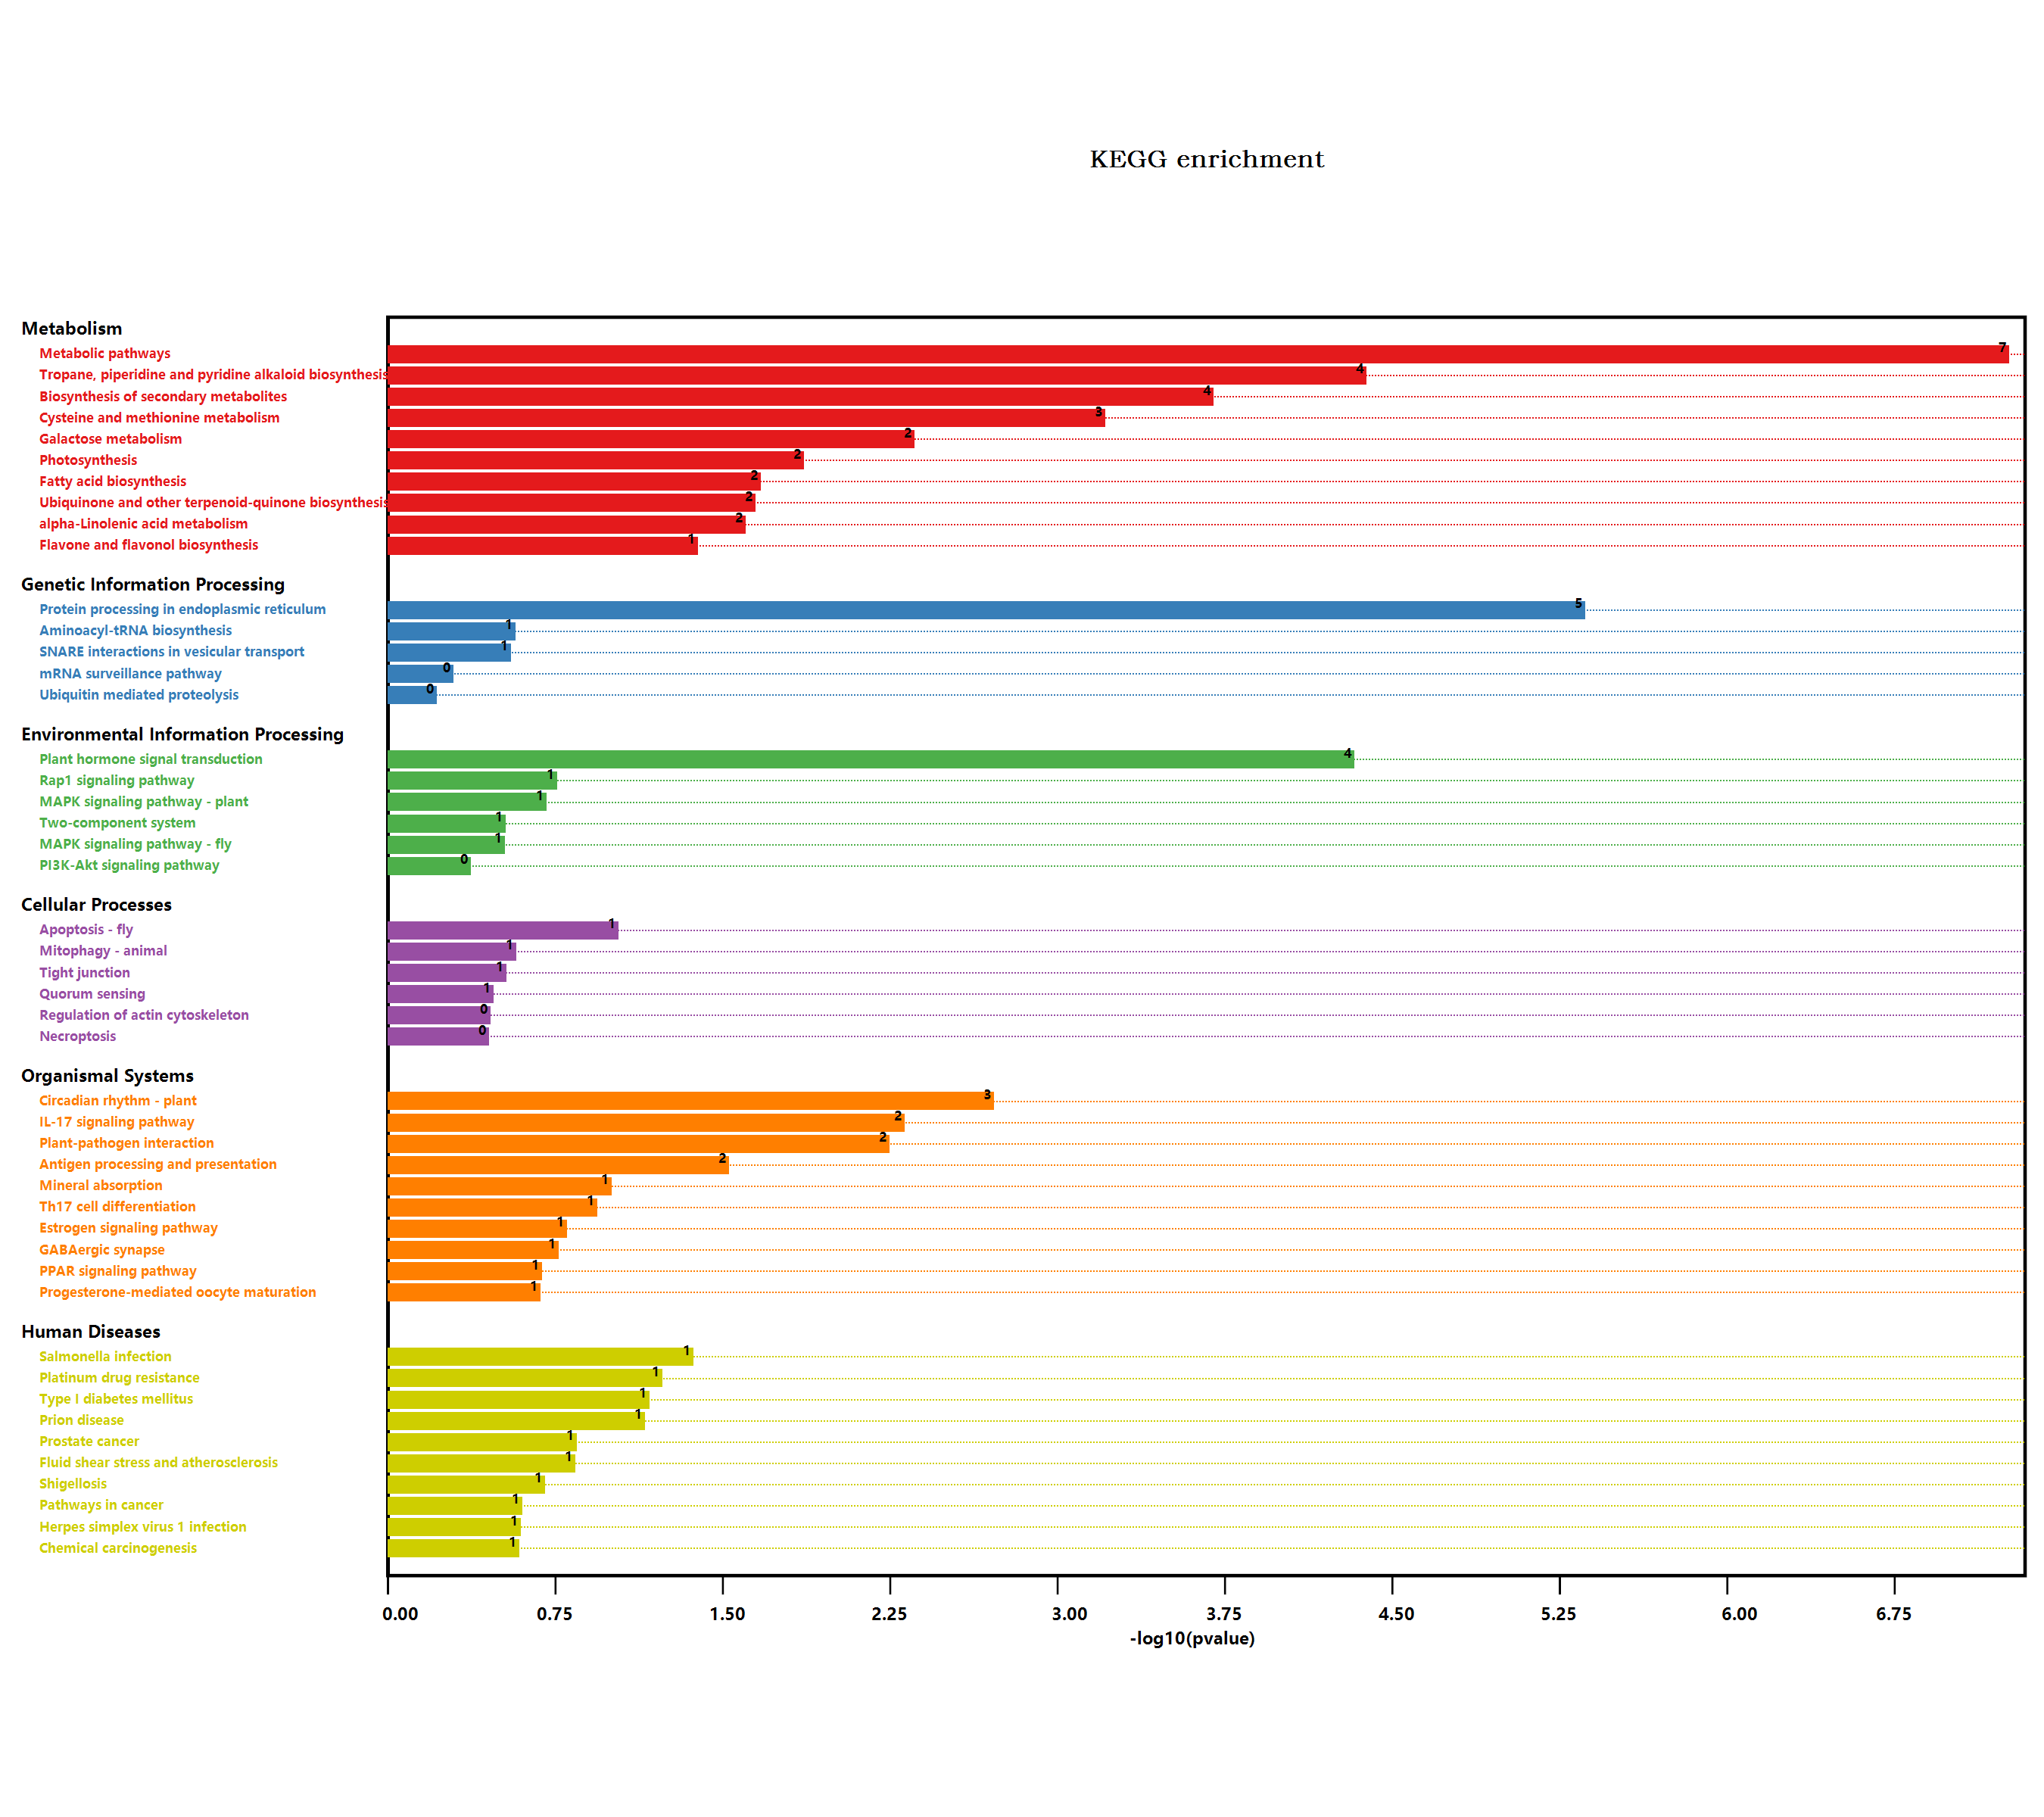 KEGG enrichment
Metabolism
Metabolic pathways 7
Tropane, piperidine and pyridine alkaloid biosynthesis 4
Biosynthesis of secondary metabolites 4
Cysteine and methionine metabolism 3
Galactose metabolism 2
Photosynthesis 2
Fatty acid biosynthesis 2
Ubiquinone and other terpenoid-quinone biosynthesis 2
alpha-Linolenic acid metabolism 2
Flavone and flavonol biosynthesis 1
Genetic Information Processing
Protein processing in endoplasmic reticulum 5
Aminoacyl-tRNA biosynthesis 1
SNARE interactions in vesicular transport 1
mRNA surveillance pathway 0
Ubiquitin mediated proteolysis 0
Environmental Information Processing
Plant hormone signal transduction 4
Rap1 signaling pathway 1
MAPK signaling pathway - plant 1
Two-component system 1
MAPK signaling pathway - fly 1
PI3K-Akt signaling pathway 0
Cellular Processes
Apoptosis - fly 1
Mitophagy - animal 1
Tight junction 1
Quorum sensing 1
Regulation of actin cytoskeleton 0
Necroptosis 0
Organismal Systems
Circadian rhythm - plant 3
IL-17 signaling pathway 2
Plant-pathogen interaction 2
Antigen processing and presentation 2
Mineral absorption 1
Th17 cell differentiation 1
Estrogen signaling pathway 1
GABAergic synapse 1
PPAR signaling pathway 1
Progesterone-mediated oocyte maturation 1
Human Diseases
Salmonella infection 1
Platinum drug resistance 1
Type I diabetes mellitus 1
Prion disease 1
Prostate cancer 1
Fluid shear stress and atherosclerosis 1
Shigellosis 1
Pathways in cancer 1
Herpes simplex virus 1 infection 1
Chemical carcinogenesis 1
0.00 0.75 1.50 2.25 3.00 3.75 4.50 5.25 6.00 6.75
-log10(pvalue)